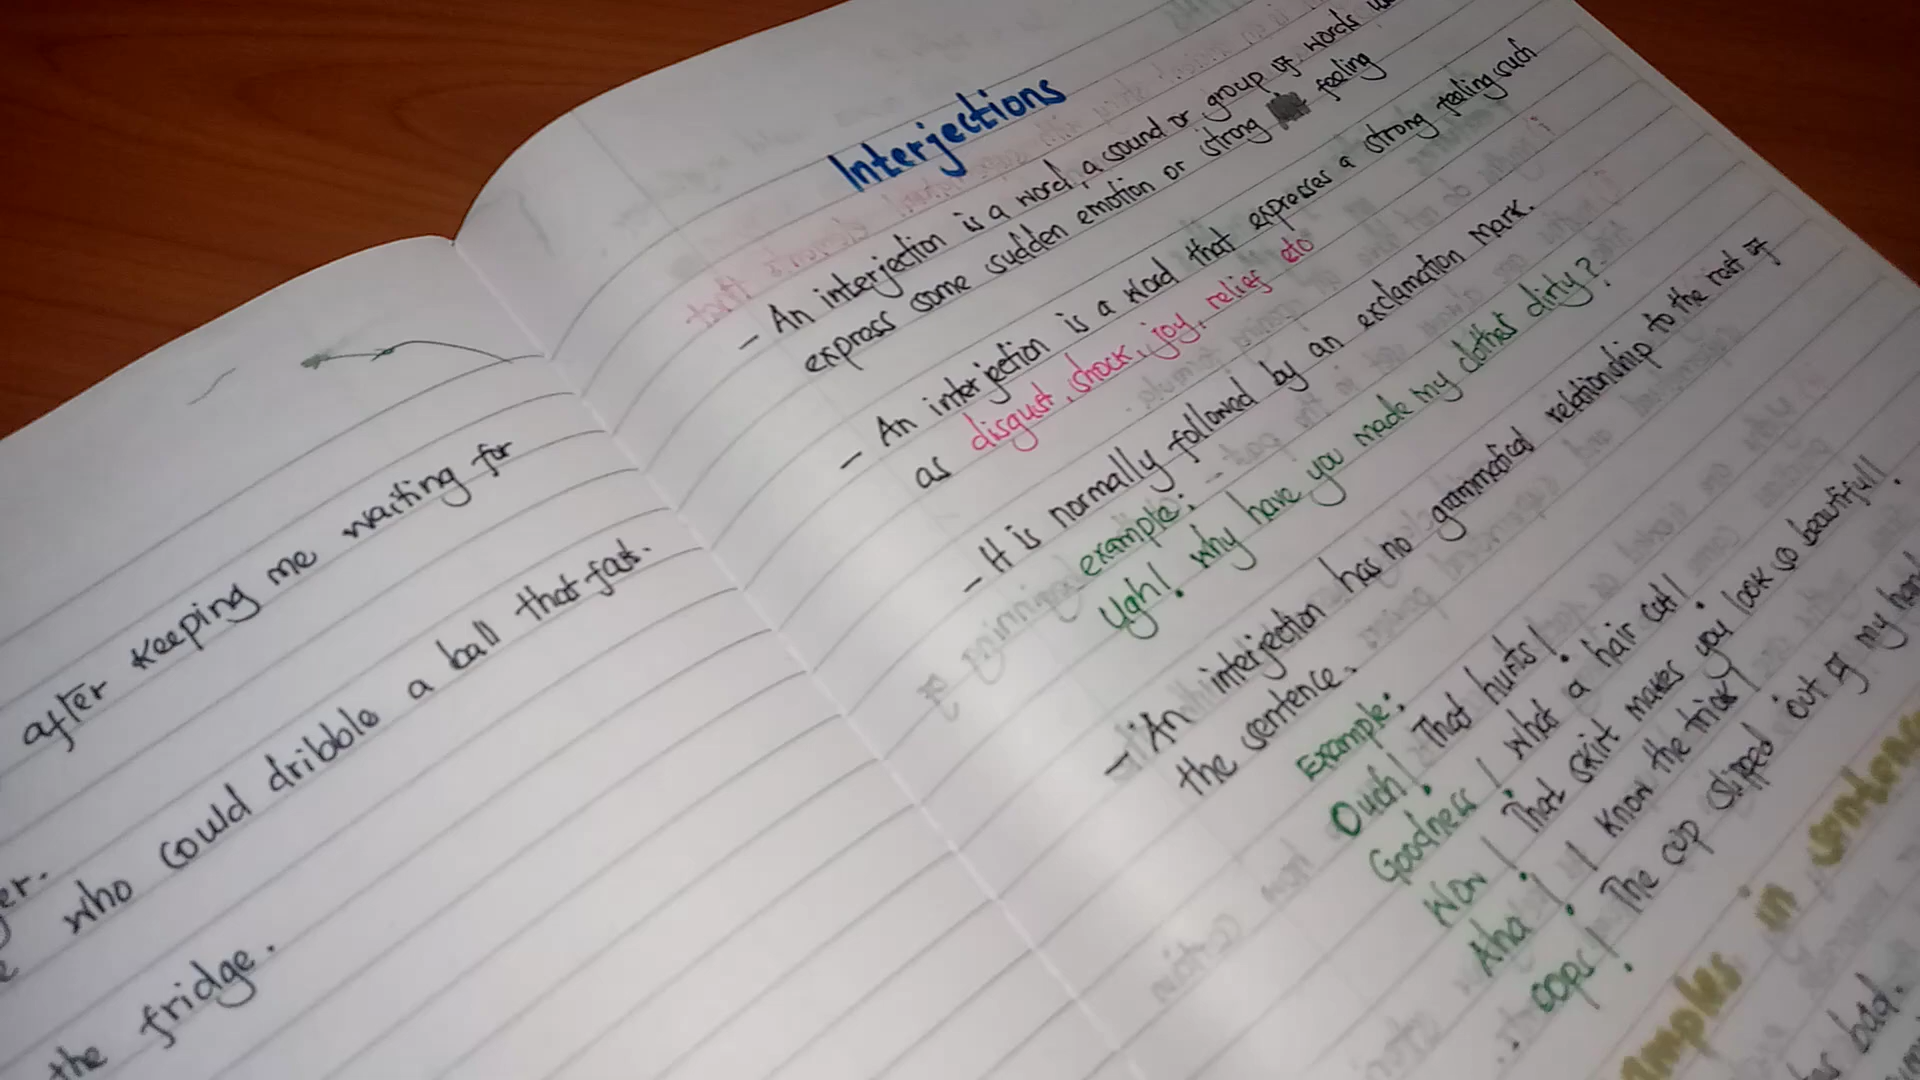 after keeping me waiting for
who could dribble a ball that fast.
the fridge.
Interjections
- An interjection is a word, a sound or group of words
express some sudden emotion or strong feeling
- An interjection is a word that expresses a strong feeling such
as disgust, shock, joy, relief etc
- It is normally followed by an exclamation mark.
example:
Ugh! why have you made my clothes dirty?
- An interjection has no grammatical relationship to the rest of
the sentence.
Example:
Ouch! That hurts!
Goodness! What a hair cut!
Wow! That skirt makes you look so beautiful!
Aha! I know the trick!
oops! The cup slipped out of my
in sentence
bad.